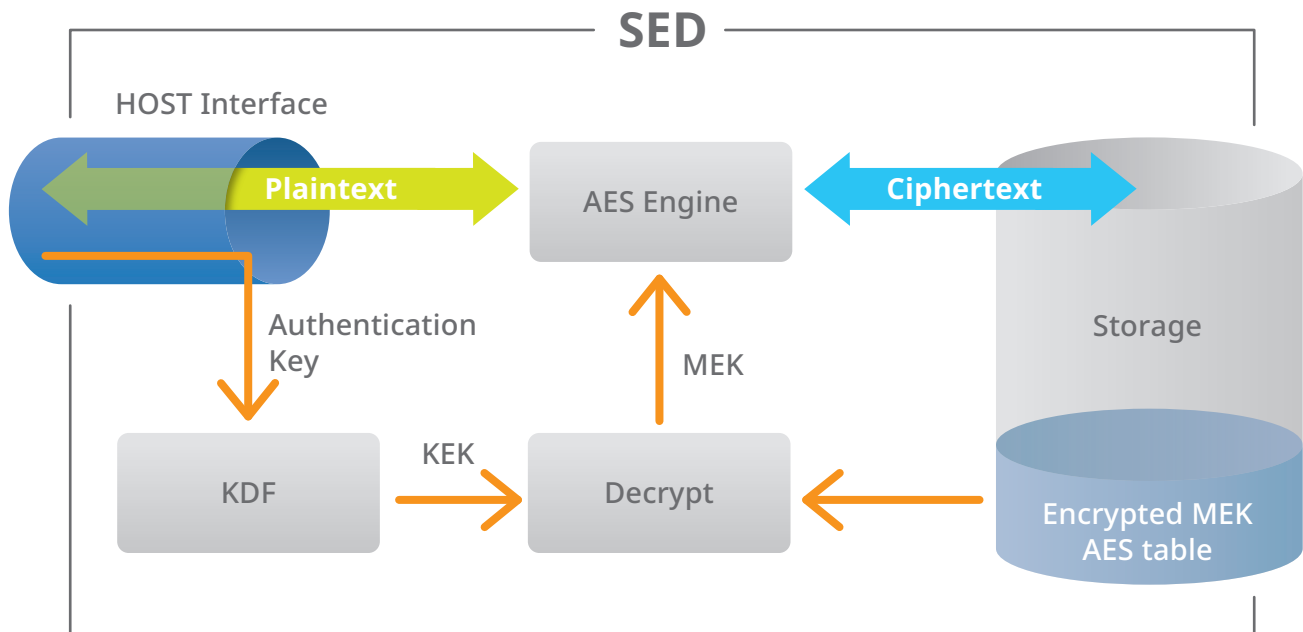 SED
HOST Interface
Plaintext
AES Engine
Ciphertext
Authentication
Key
MEK
Storage
KDF
KEK
Decrypt
Encrypted MEK
AES table